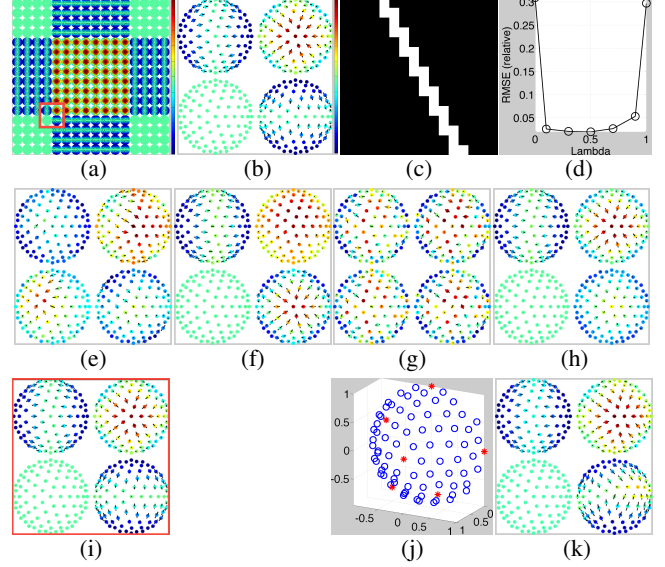 0.3
0.25
0.2
0.15
0.1
0.05
RMSE (relative)
0 0.5 1
Lambda
(a) (b) (c) (d)
(e) (f) (g) (h)
1
0.5
0
-0.5
-0.5 0 0.5 1 1 0.5 0
(i) (j) (k)